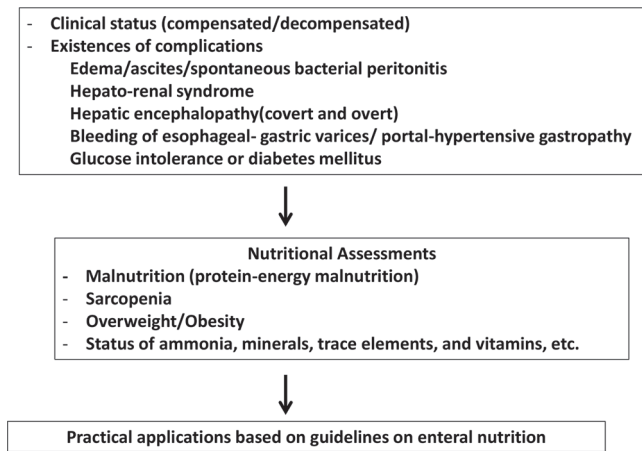 - Clinical status (compensated/decompensated)
- Existences of complications
Edema/ascites/spontaneous bacterial peritonitis
Hepato-renal syndrome
Hepatic encephalopathy(covert and overt)
Bleeding of esophageal- gastric varices/ portal-hypertensive gastropathy
Glucose intolerance or diabetes mellitus
Nutritional Assessments
- Malnutrition (protein-energy malnutrition)
- Sarcopenia
- Overweight/Obesity
- Status of ammonia, minerals, trace elements, and vitamins, etc.
Practical applications based on guidelines on enteral nutrition